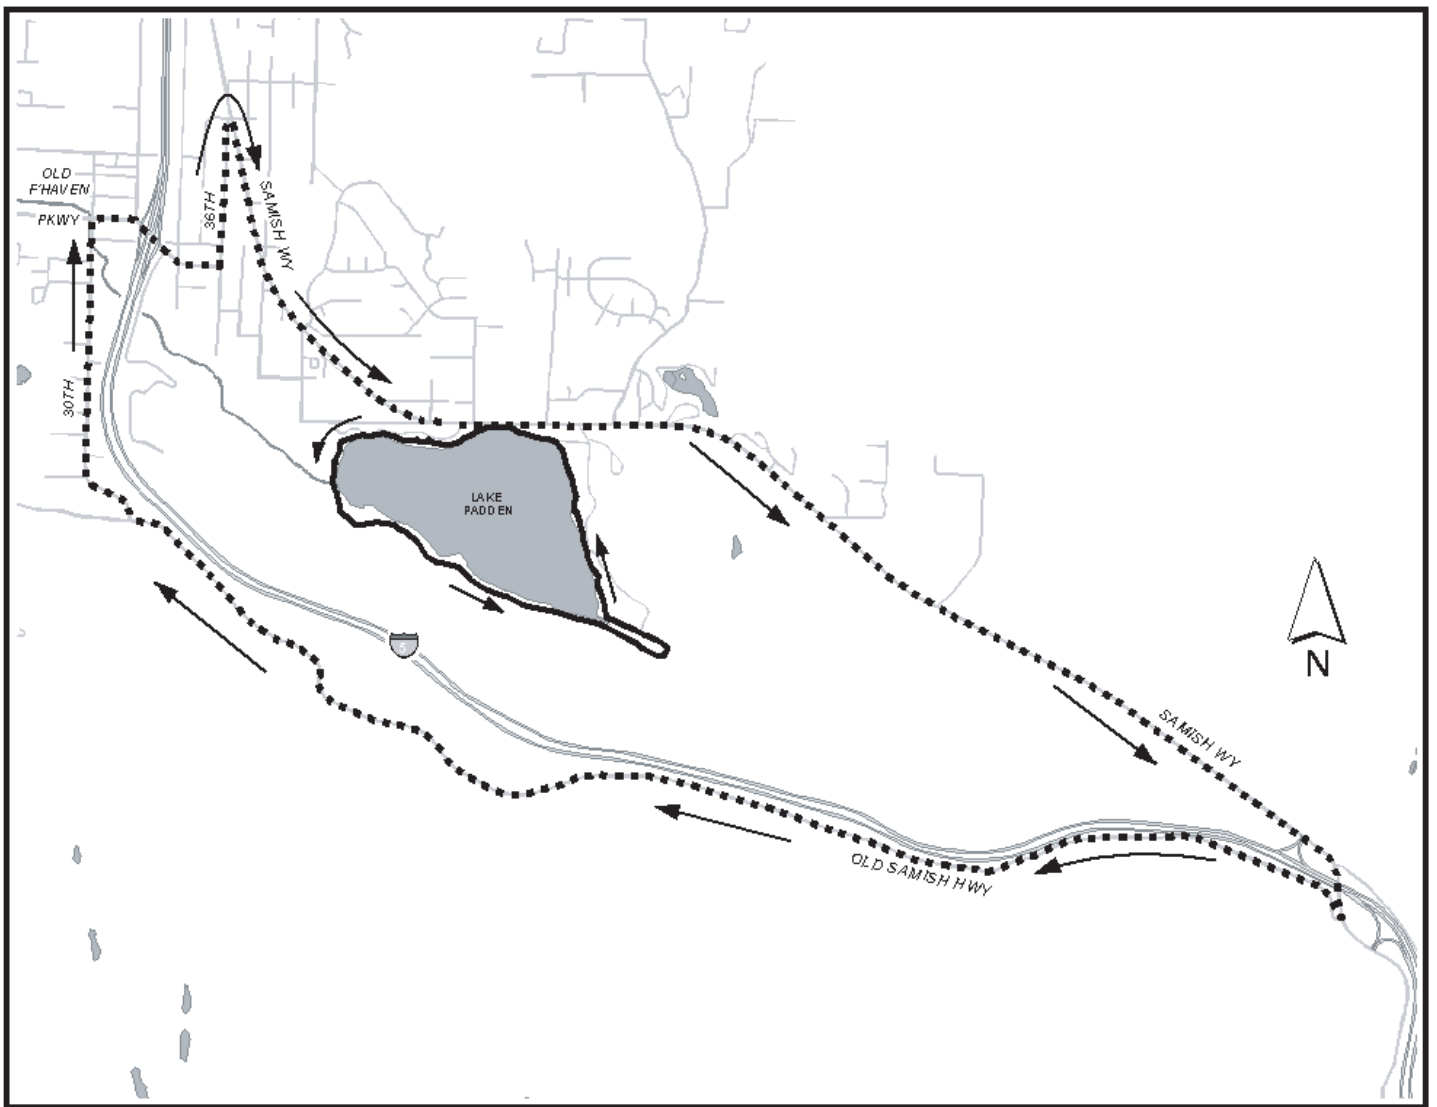 OLD
F'HAVEN
PKWY
36TH
SAMISH WY
30TH
LAKE
PADDEN
5
N
SAMISH WY
OLD SAMISH HWY